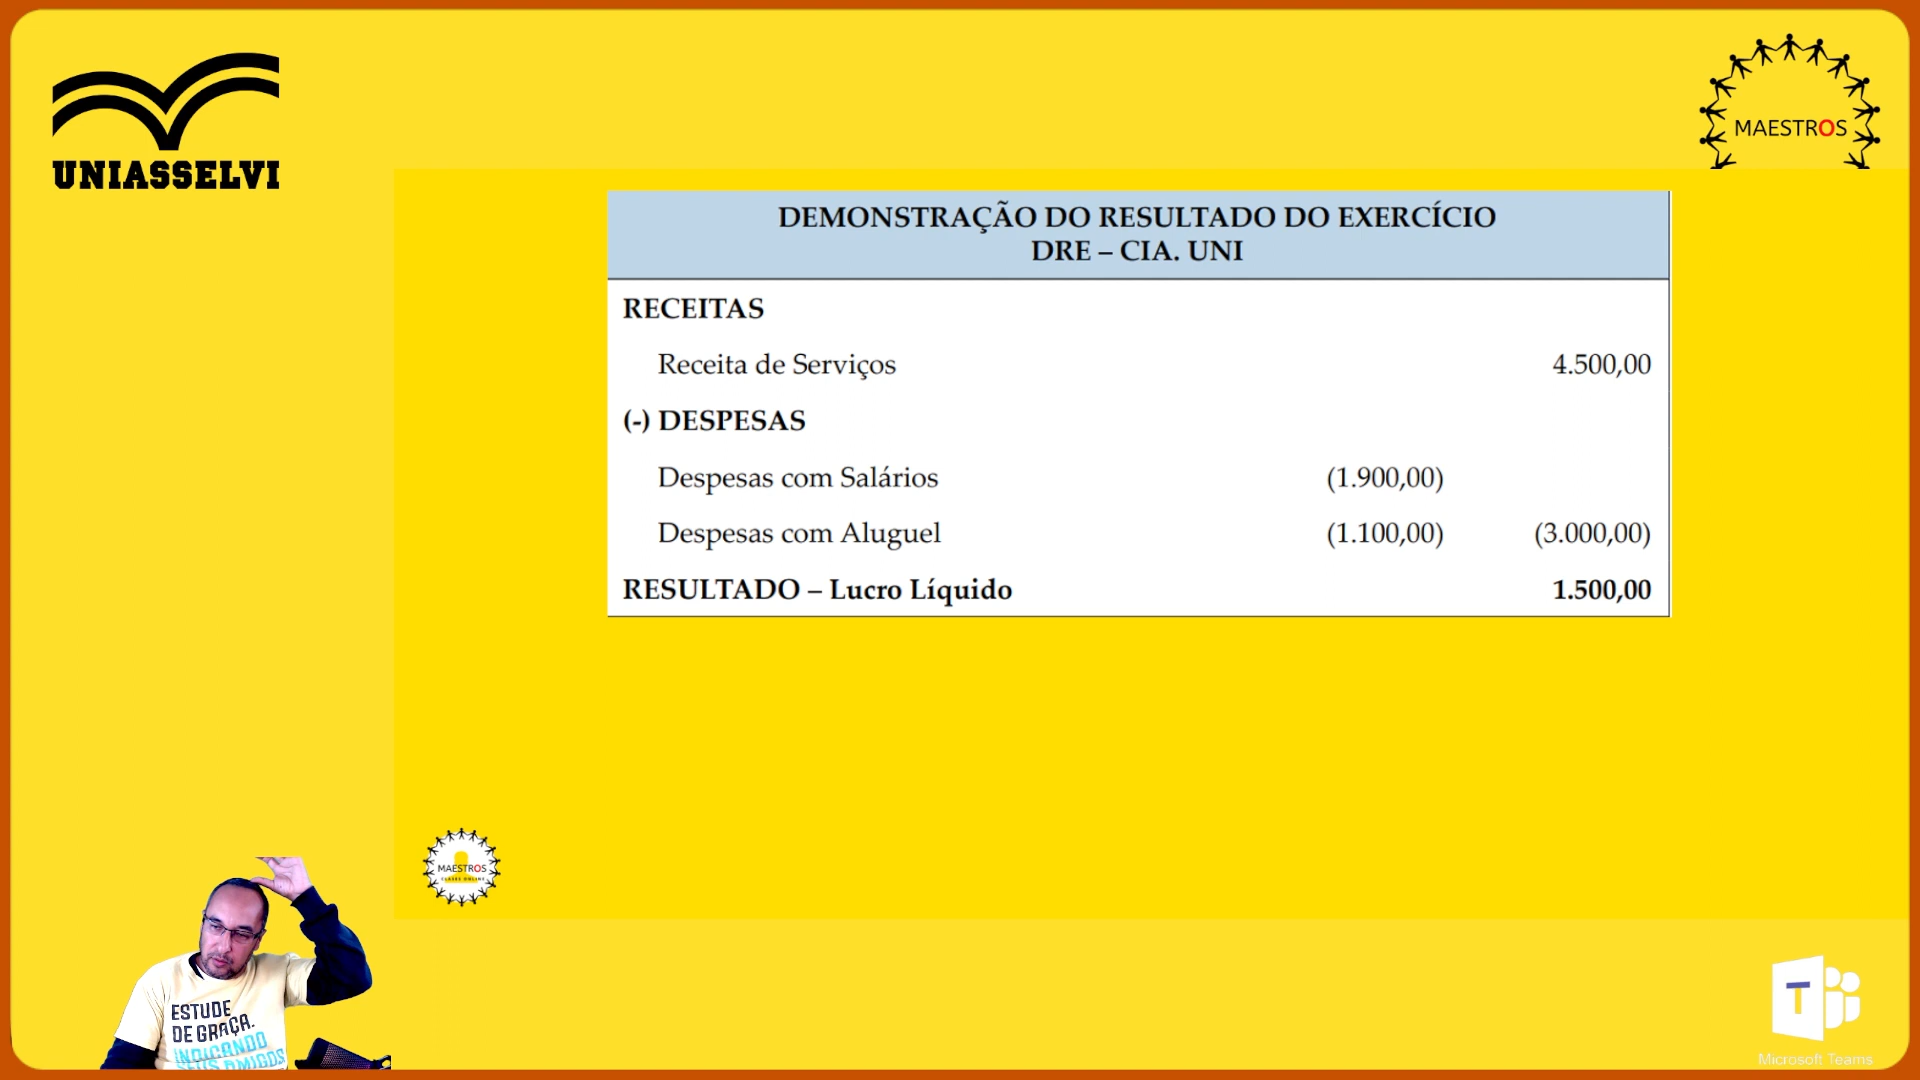 UNIASSELVI
MAESTROS
DEMONSTRAÇÃO DO RESULTADO DO EXERCÍCIO
DRE – CIA. UNI
RECEITAS
Receita de Serviços 4.500,00
(-) DESPESAS
Despesas com Salários (1.900,00)
Despesas com Aluguel (1.100,00) (3.000,00)
RESULTADO – Lucro Líquido 1.500,00
MAESTROS
ESTUDE
DE GRAÇA.
INDICANDO
SEUS AMIGOS
T
Microsoft Teams